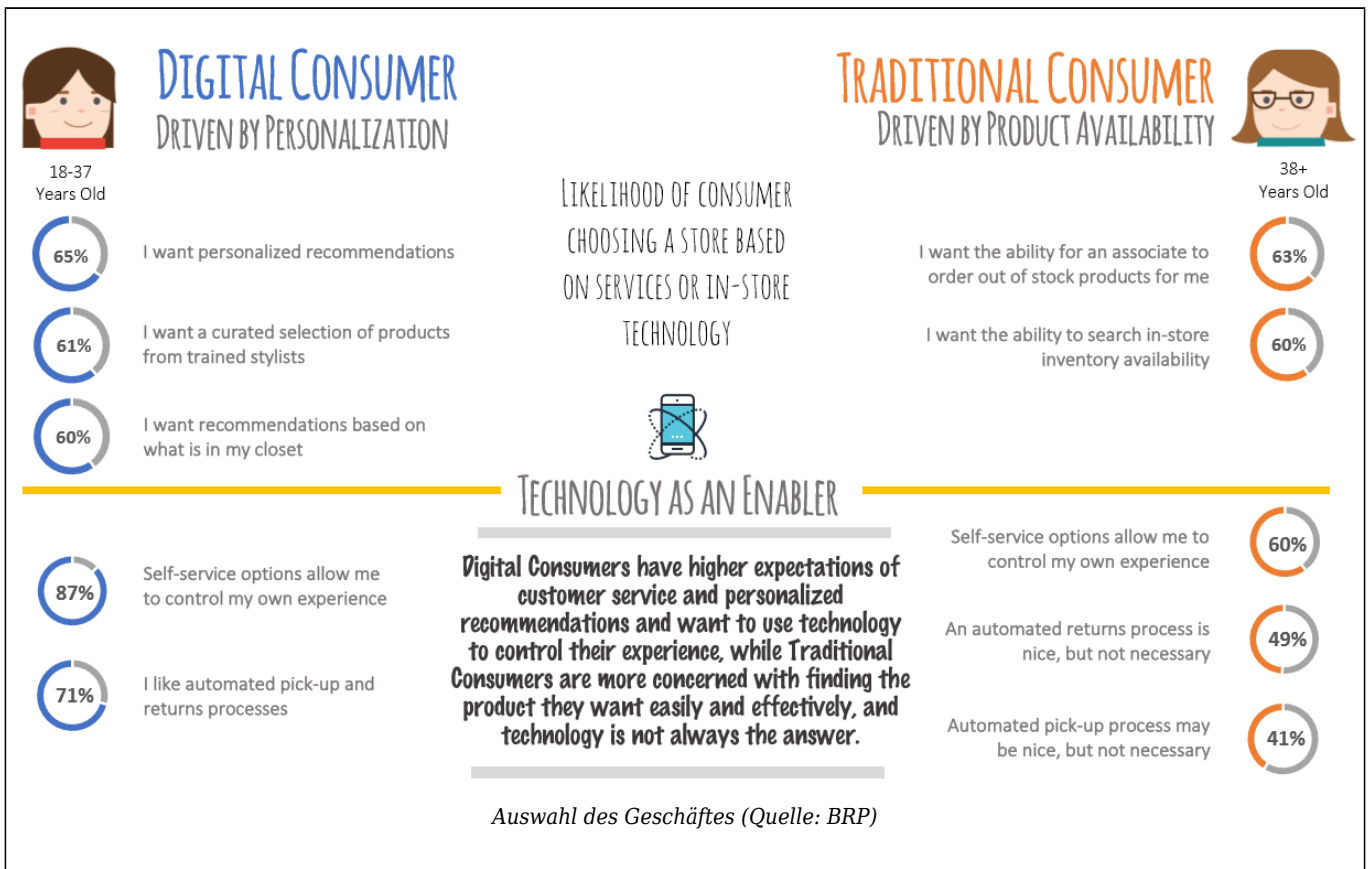 DIGITAL CONSUMER
DRIVEN BY PERSONALIZATION
18-37
Years Old
65%
I want personalized recommendations
61%
I want a curated selection of products
from trained stylists
60%
I want recommendations based on
what is in my closet
LIKELIHOOD OF CONSUMER
CHOOSING A STORE BASED
ON SERVICES OR IN-STORE
TECHNOLOGY
TRADITIONAL CONSUMER
DRIVEN BY PRODUCT AVAILABILITY
38+
Years Old
I want the ability for an associate to
order out of stock products for me
63%
I want the ability to search in-store
inventory availability
60%
TECHNOLOGY AS AN ENABLER
87%
Self-service options allow me
to control my own experience
71%
I like automated pick-up and
returns processes
Digital Consumers have higher expectations of
customer service and personalized
recommendations and want to use technology
to control their experience, while Traditional
Consumers are more concerned with finding the
product they want easily and effectively, and
technology is not always the answer.
Self-service options allow me to
control my own experience
60%
An automated returns process is
nice, but not necessary
49%
Automated pick-up process may
be nice, but not necessary
41%
Auswahl des Geschäftes (Quelle: BRP)